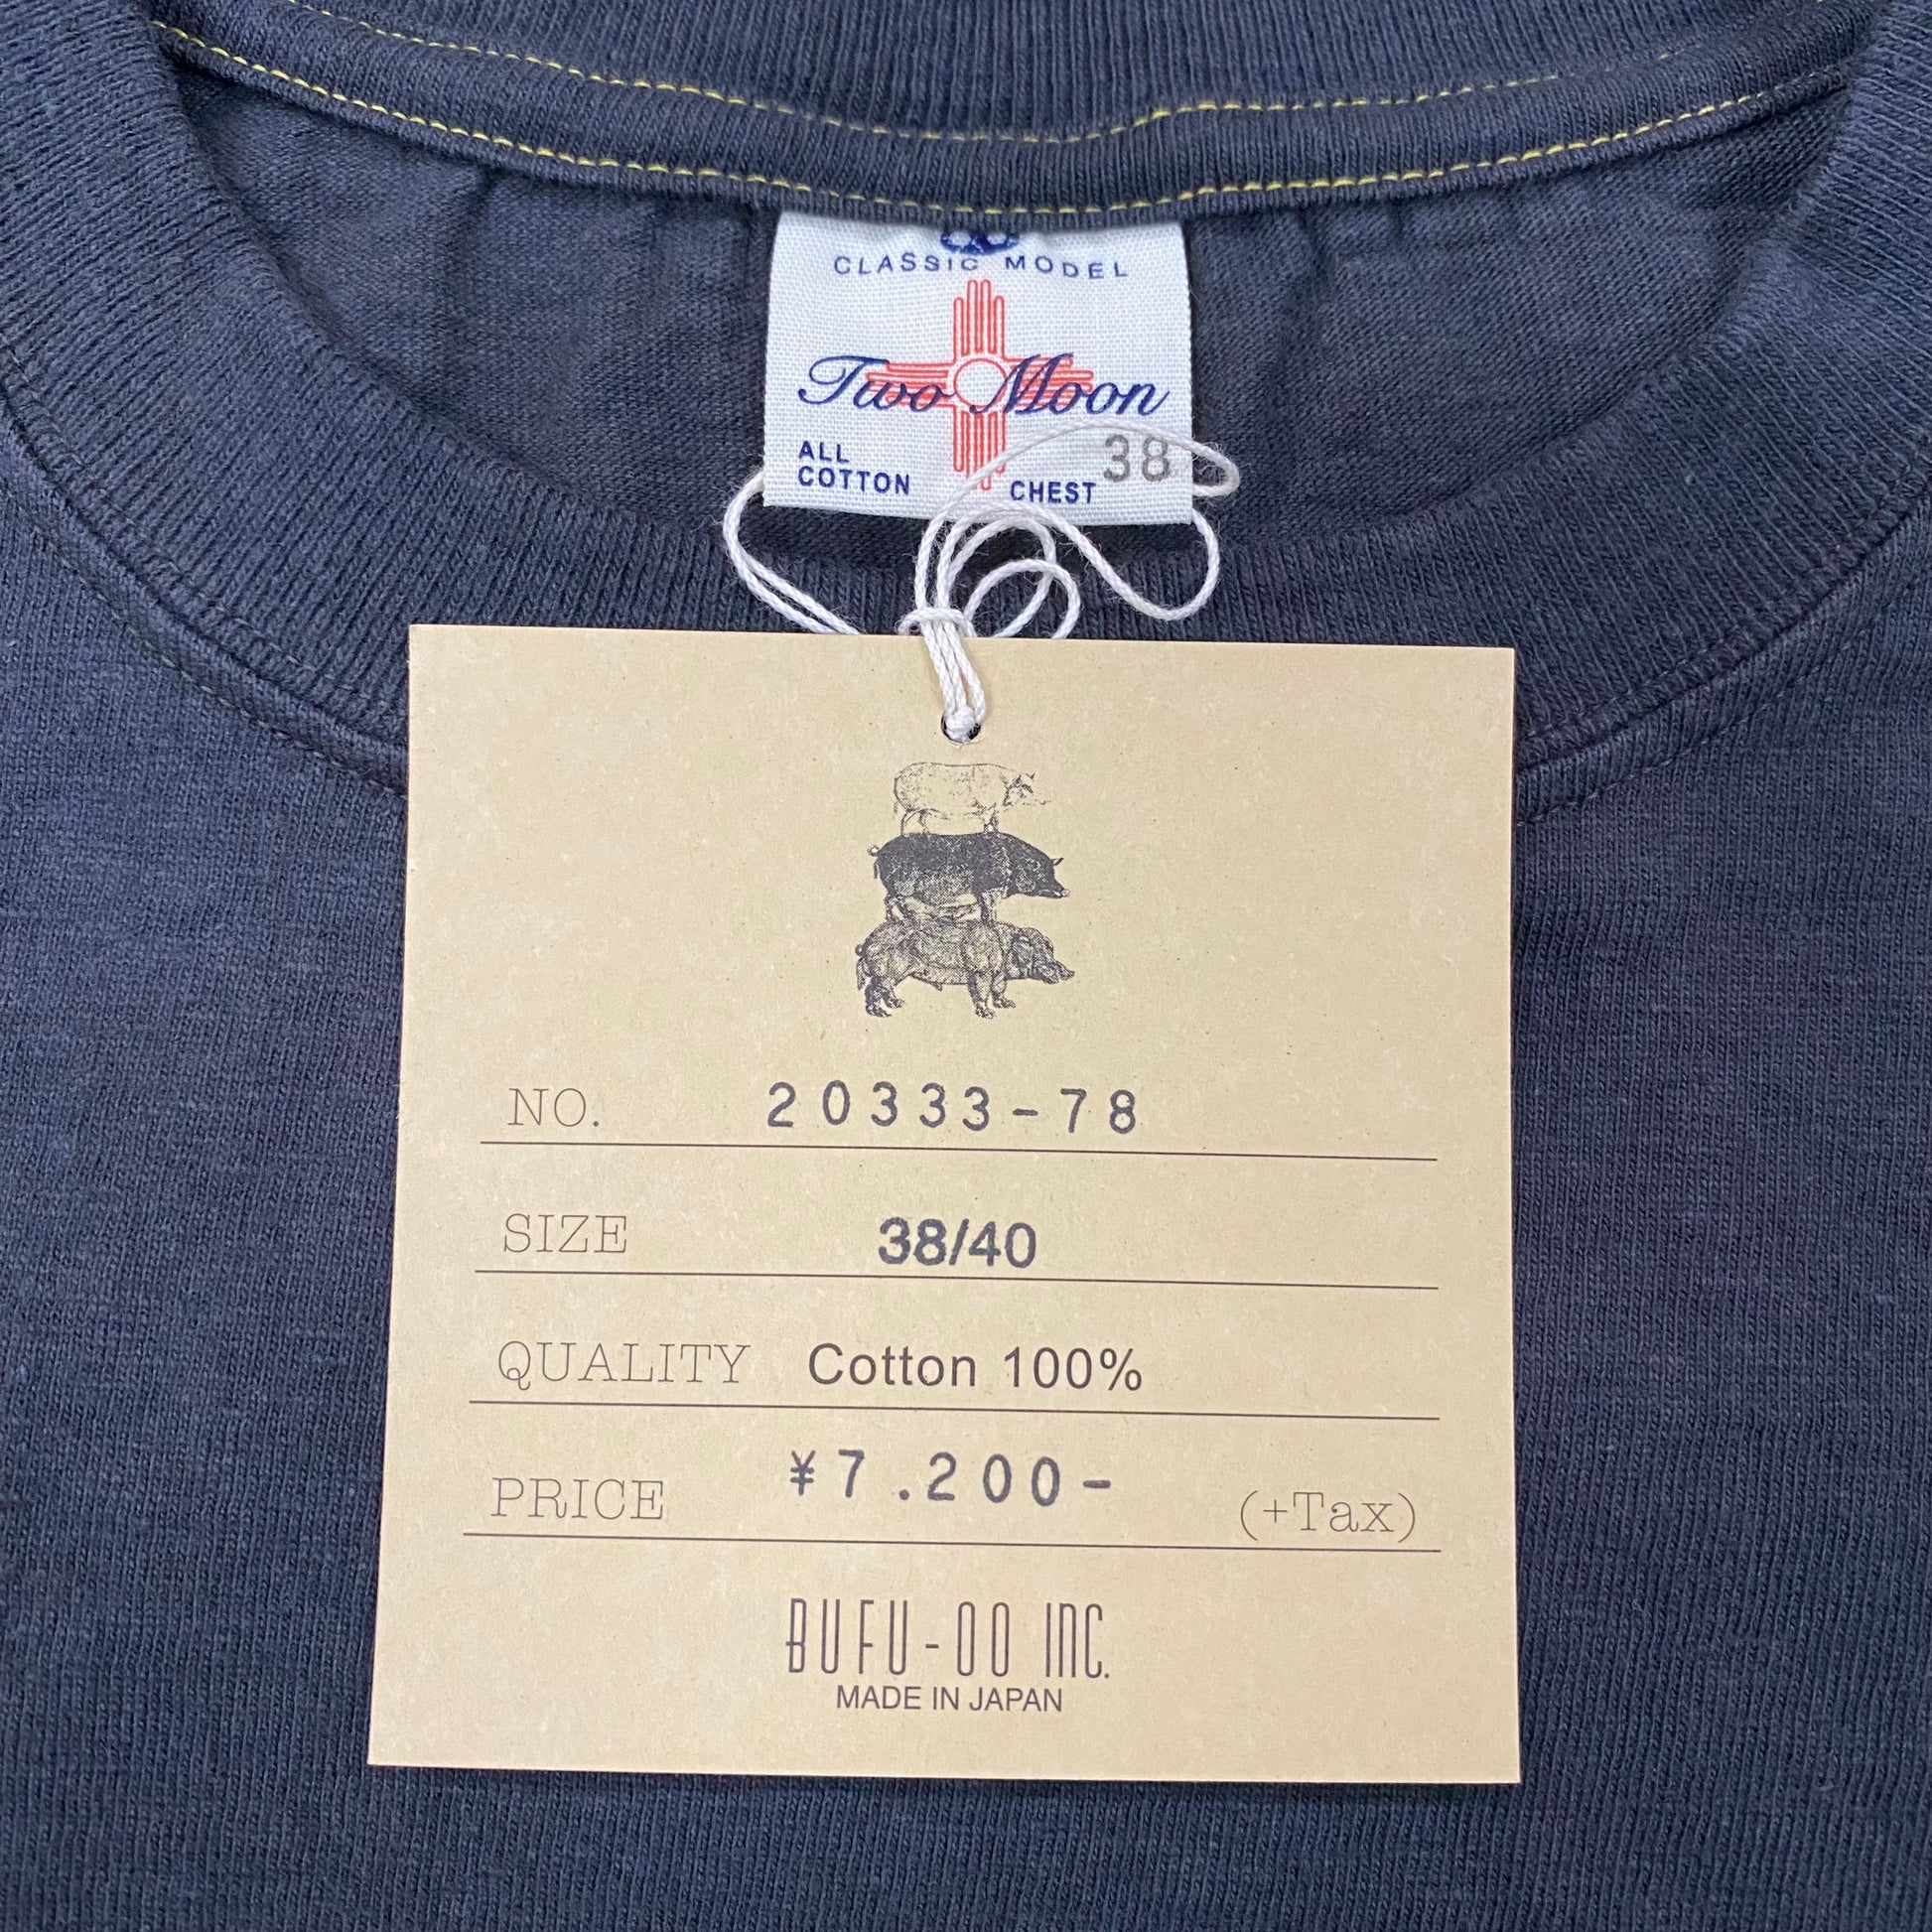 CLASSIC MODEL
Two Moon
ALL
COTTON
CHEST 38
NO. 20333-78
SIZE 38/40
QUALITY Cotton 100%
PRICE ¥7.200- (+Tax)
BUFU-OO INC.
MADE IN JAPAN